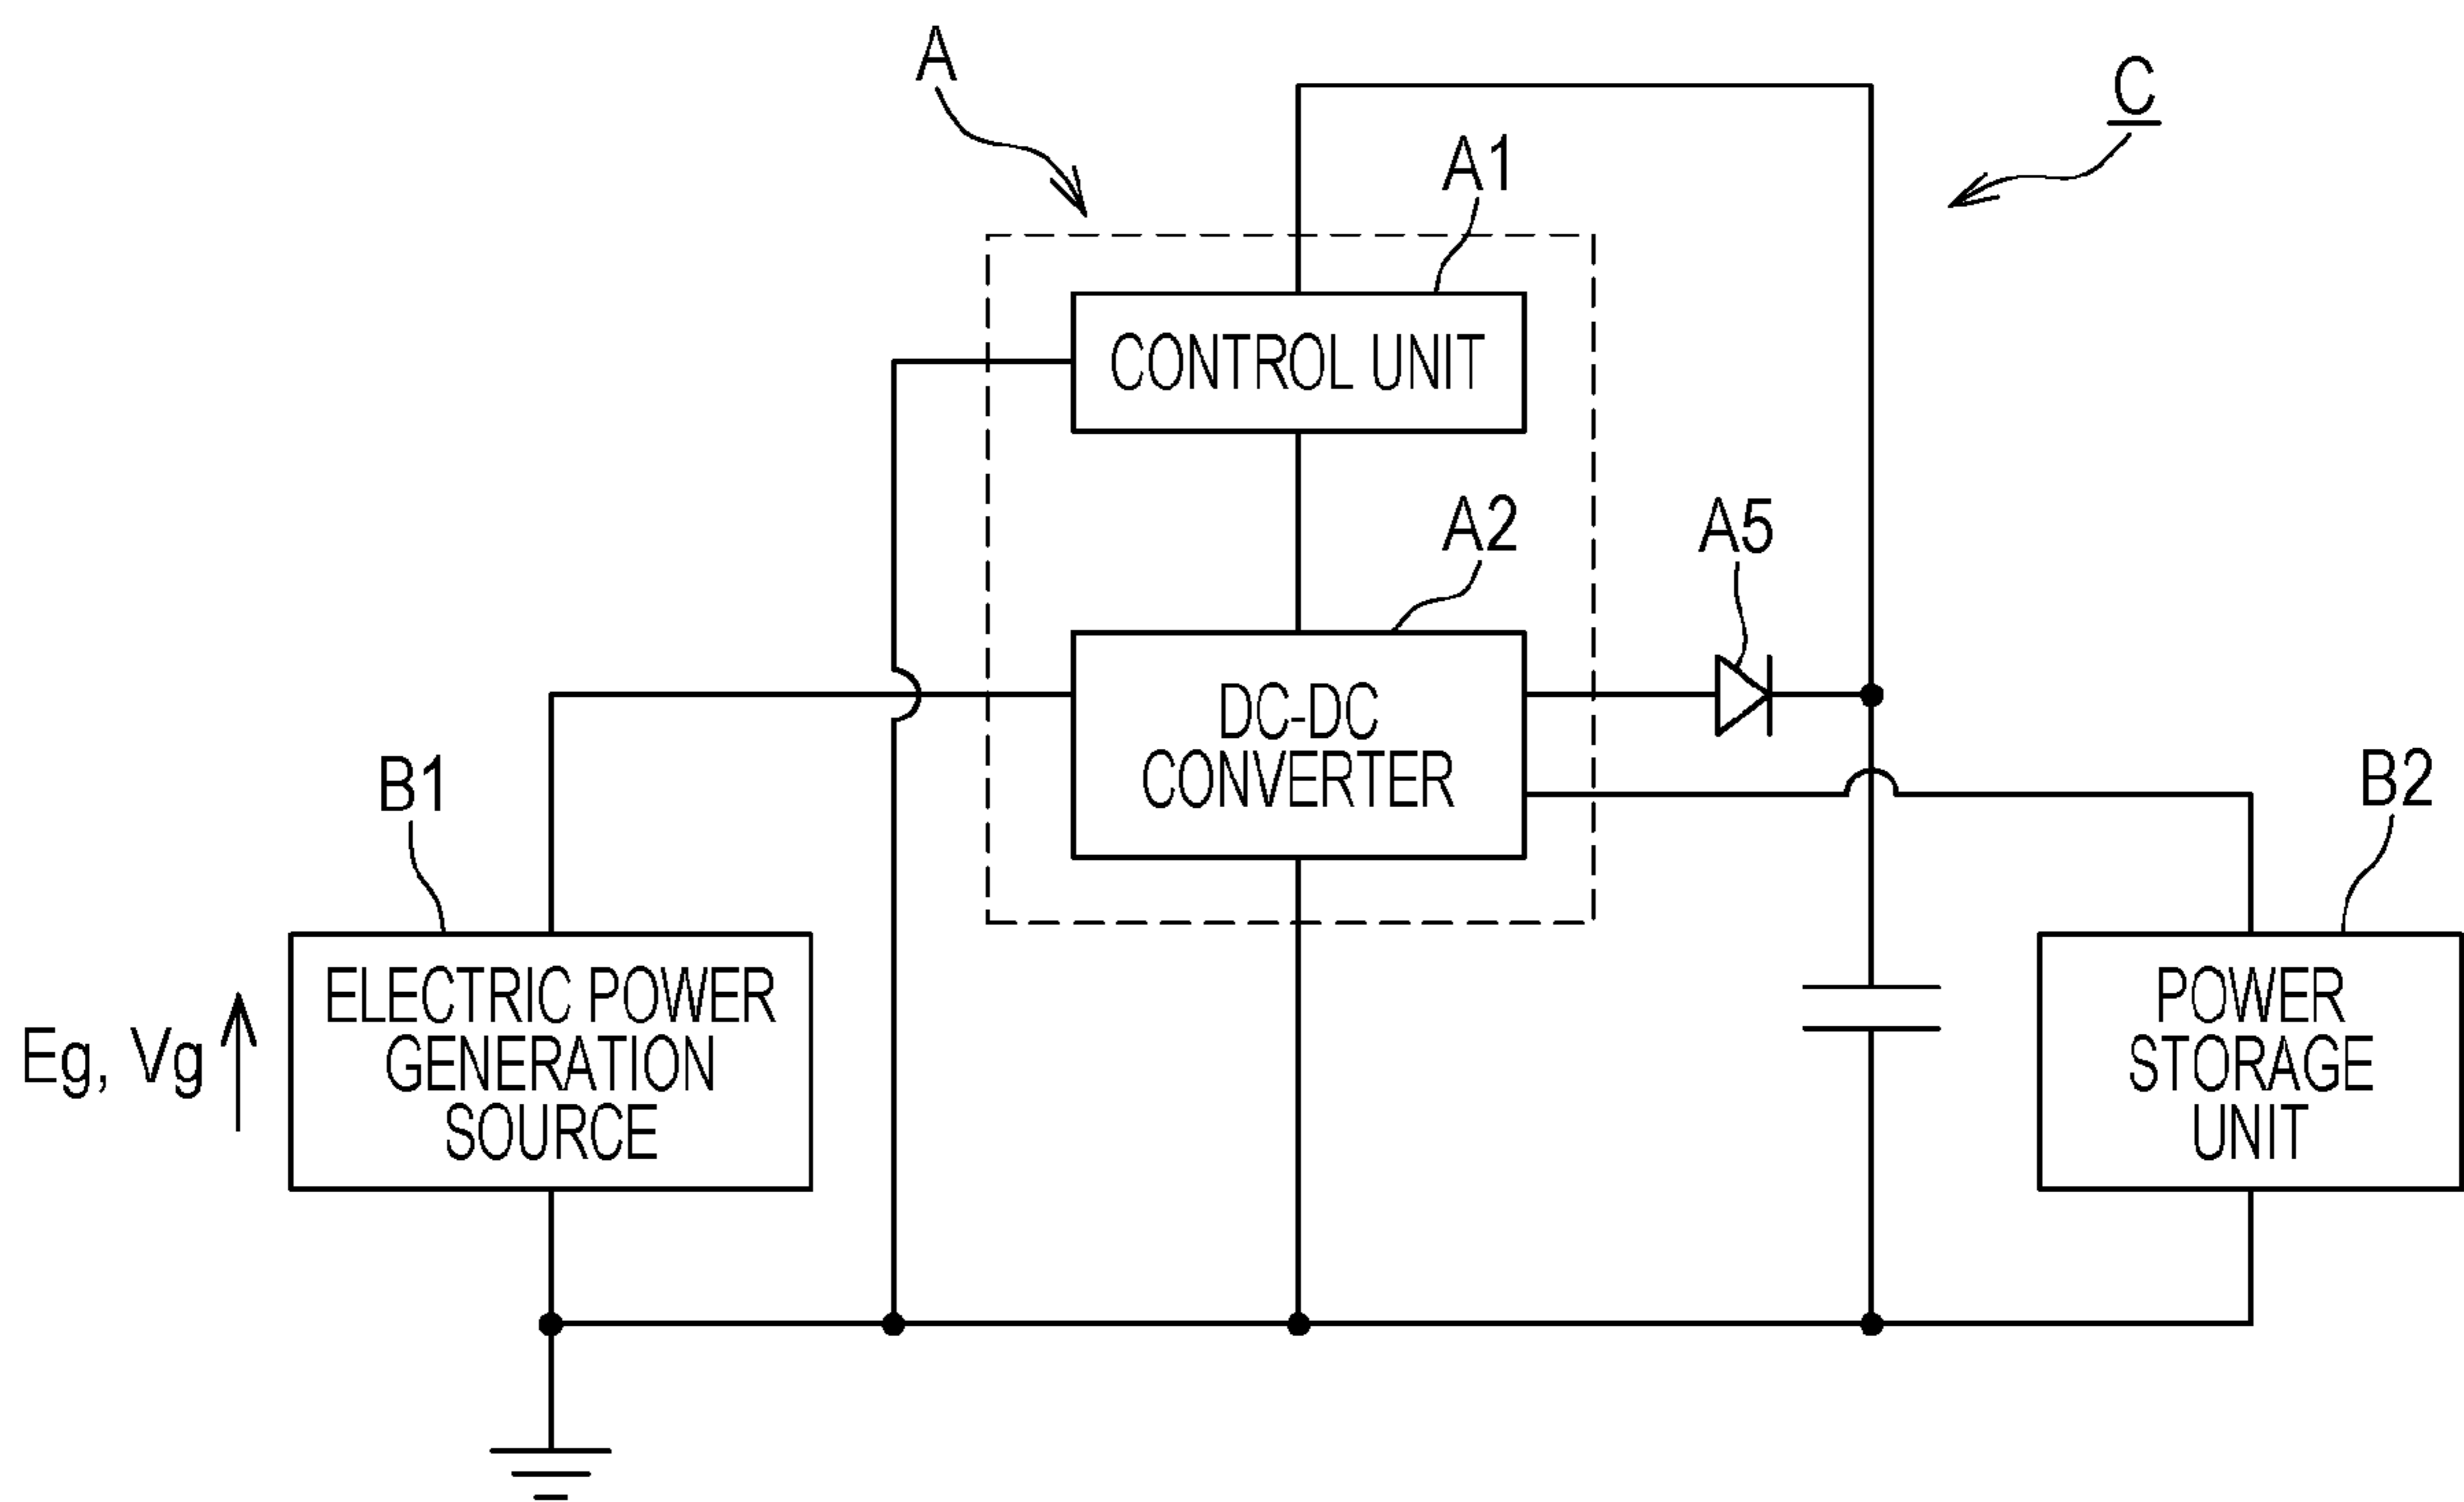 A
C
A1
CONTROL UNIT
A2
A5
DC-DC
CONVERTER
B1
B2
ELECTRIC POWER
GENERATION
SOURCE
Eg, Vg
POWER
STORAGE
UNIT